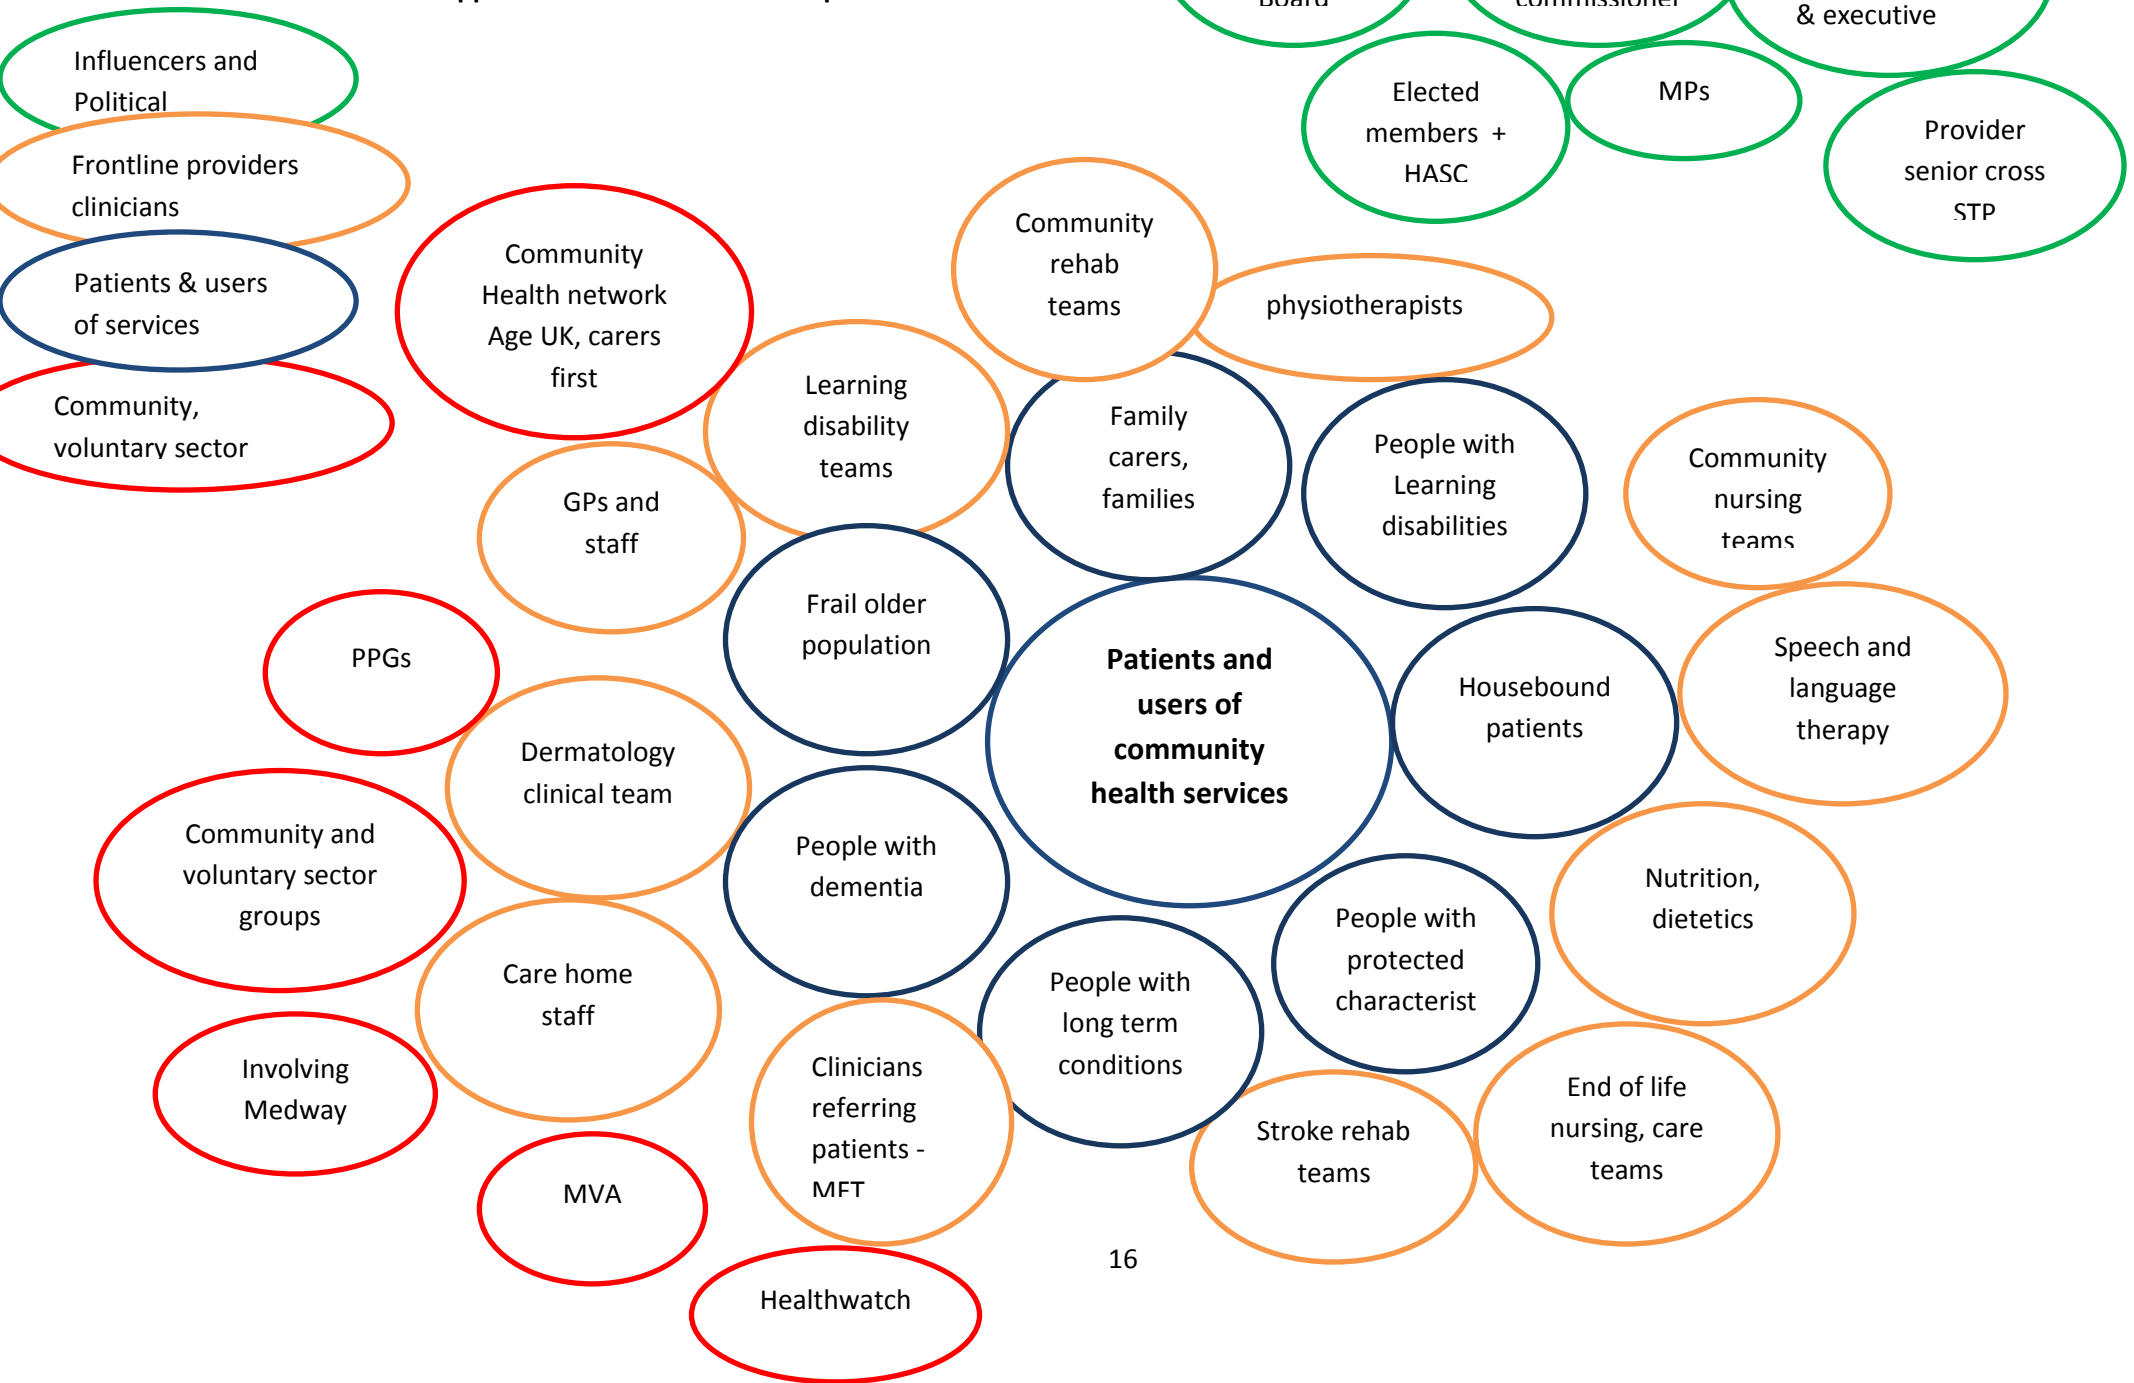 & executive
Influencers and
Political
Frontline providers
clinicians
Patients & users
of services
Community,
voluntary sector
Elected
members +
HASC
MPs
Provider
senior cross
STP
Community
Health network
Age UK, carers
first
Community
rehab
teams
physiotherapists
Learning
disability
teams
Family
carers,
families
People with
Learning
disabilities
Community
nursing
teams
GPs and
staff
Frail older
population
Patients and
users of
community
health services
Housebound
patients
Speech and
language
therapy
PPGs
Dermatology
clinical team
Community and
voluntary sector
groups
People with
dementia
Nutrition,
dietetics
People with
protected
characterist
Care home
staff
People with
long term
conditions
Involving
Medway
Clinicians
referring
patients -
MFT
Stroke rehab
teams
End of life
nursing, care
teams
MVA
Healthwatch
16